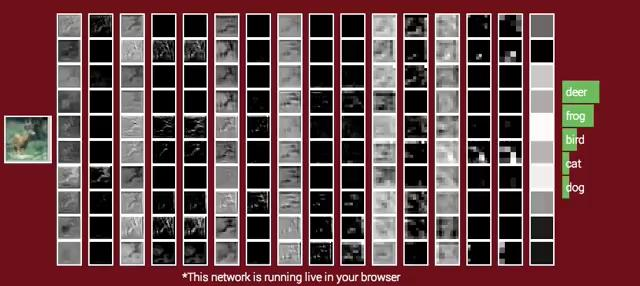 deer
frog
bird
cat
dog
*This network is running live in your browser